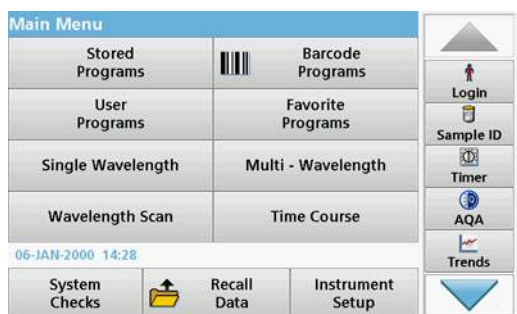 Main Menu
Stored
Programs
Barcode
Programs
User
Programs
Favorite
Programs
Single Wavelength
Multi - Wavelength
Wavelength Scan
Time Course
06-JAN-2000 14:28
System
Checks
Recall
Data
Instrument
Setup
Login
Sample ID
Timer
AQA
Trends